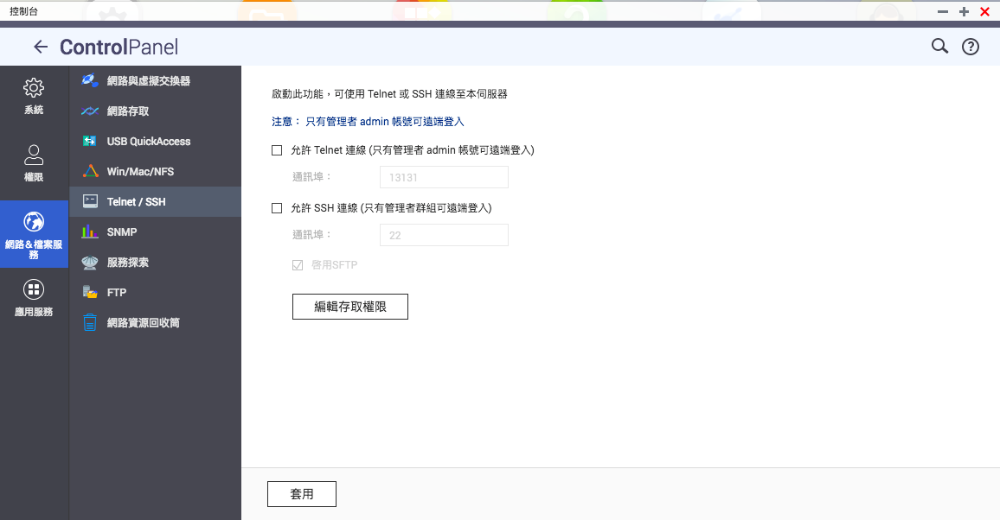 控制台
ControlPanel
系統
權限
網路&檔案服
務
應用服務
網路與虛擬交換器
網路存取
USB QuickAccess
Win/Mac/NFS
Telnet / SSH
SNMP
服務探索
FTP
網路資源回收筒
啟動此功能，可使用 Telnet 或 SSH 連線至本伺服器
注意： 只有管理者 admin 帳號可遠端登入
允許 Telnet 連線 (只有管理者 admin 帳號可遠端登入)
通訊埠： 13131
允許 SSH 連線 (只有管理者群組可遠端登入)
通訊埠： 22
啓用SFTP
編輯存取權限
套用